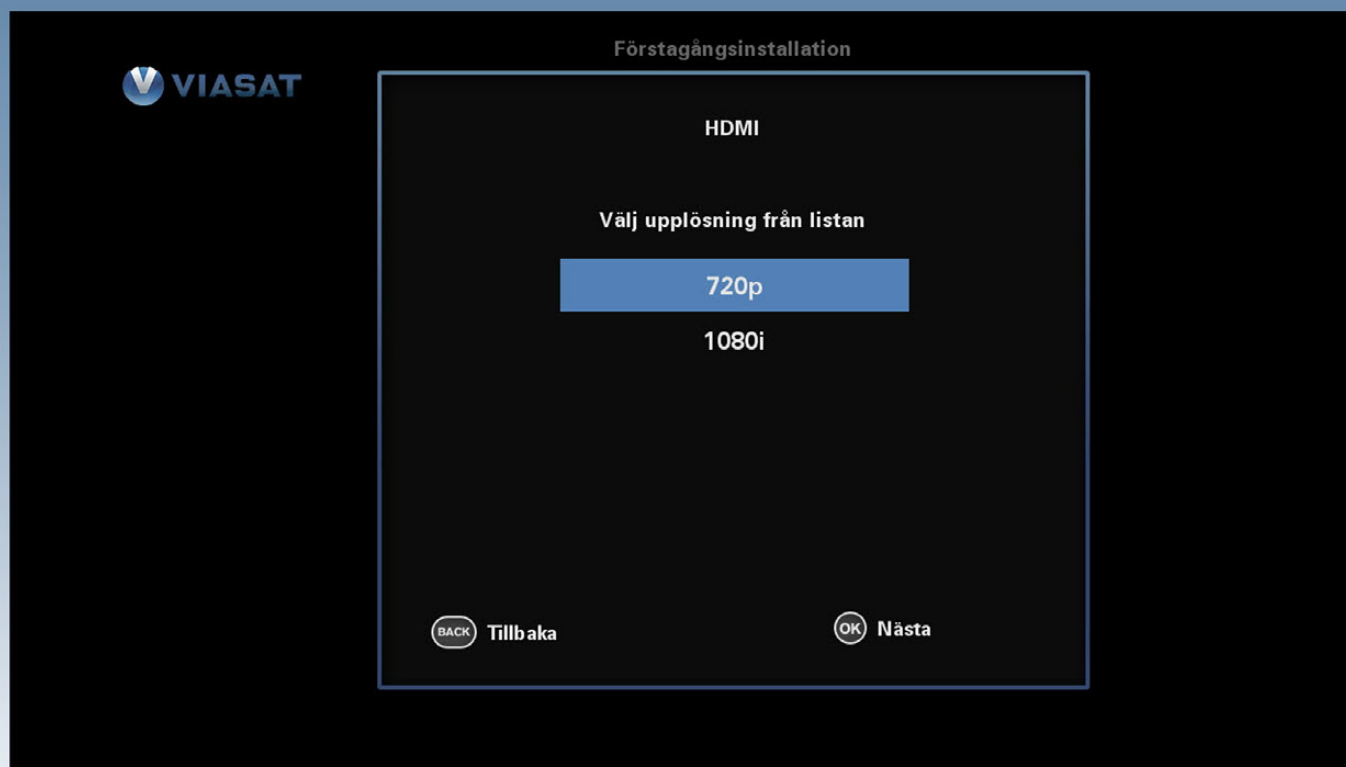 Förstagångsinstallation
VIASAT
HDMI
Välj upplösning från listan
720p
1080i
BACK Tillbaka
OK Nästa